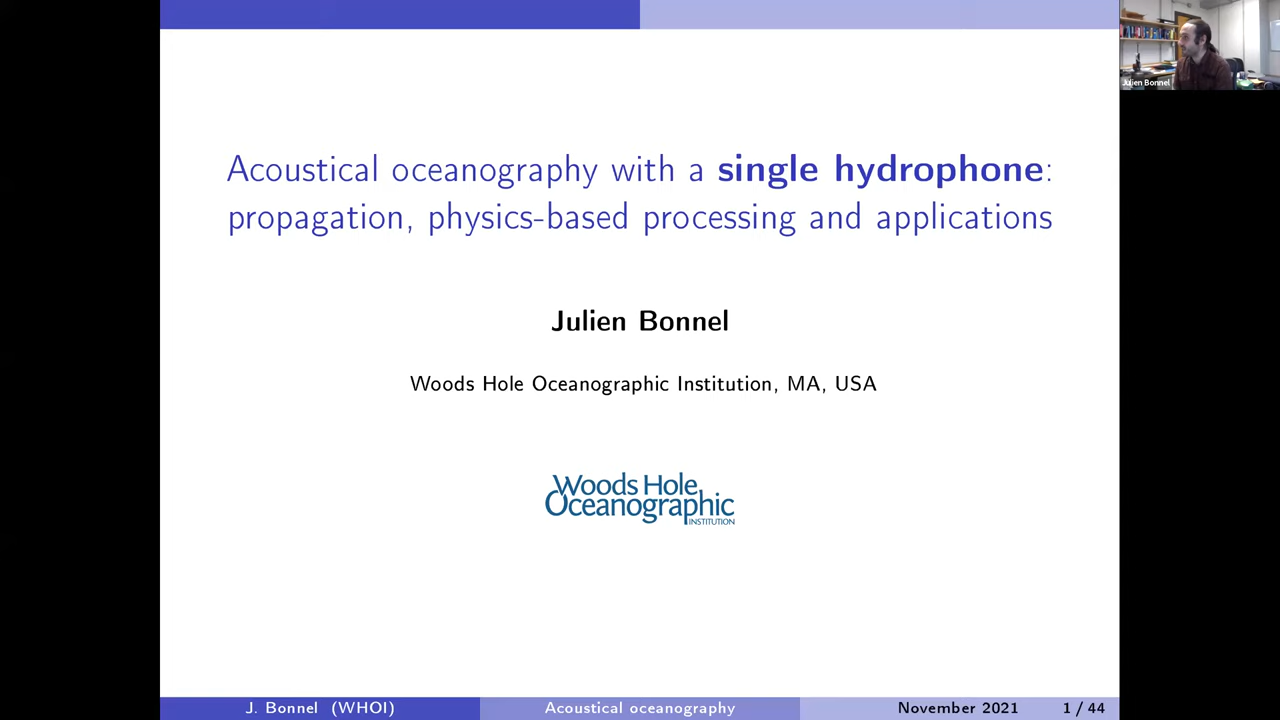 Acoustical oceanography with a single hydrophone:
propagation, physics-based processing and applications
Julien Bonnel
Woods Hole Oceanographic Institution, MA, USA
Woods Hole
Oceanographic
INSTITUTION
J. Bonnel (WHOI)
Acoustical oceanography
November 2021
1 / 44
Julien Bonnel